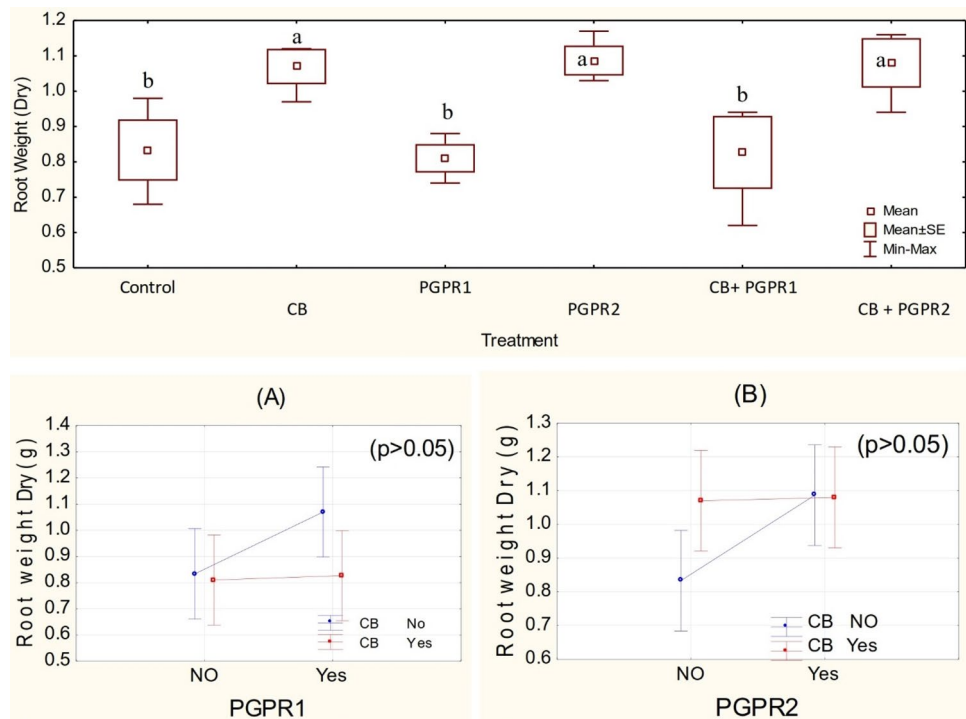 1.2
1.1
1.0
0.9
0.8
0.7
0.6
0.5
Root Weight (Dry)
b
a
b
a
b
a
Mean
Mean±SE
Min-Max
Control
CB
PGPR1
PGPR2
CB+ PGPR1
CB + PGPR2
Treatment
(A)
(p>0.05)
Root weight Dry (g)
1.4
1.3
1.2
1.1
1.0
0.9
0.8
0.7
0.6
0.5
CB No
CB Yes
NO Yes
PGPR1
(B)
(p>0.05)
Root weight Dry (g)
1.3
1.2
1.1
1.0
0.9
0.8
0.7
0.6
CB NO
CB Yes
NO Yes
PGPR2